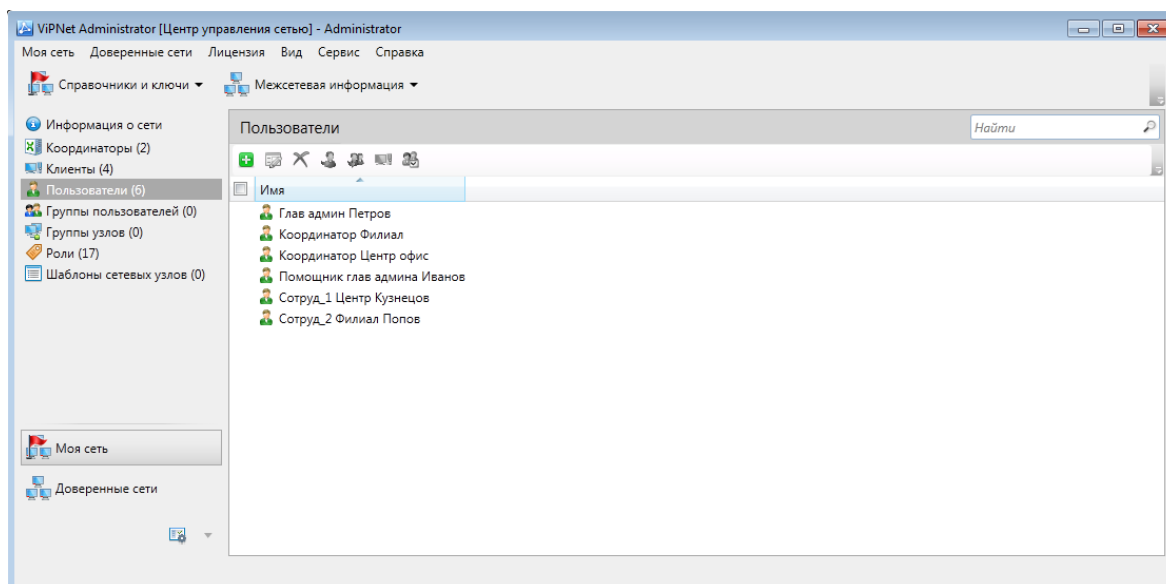 ViPNet Administrator [Центр управления сетью] - Administrator
Моя сеть Доверенные сети Лицензия Вид Сервис Справка
Справочники и ключи Межсетевая информация
Информация о сети
Координаторы (2)
Клиенты (4)
Пользователи (6)
Группы пользователей (0)
Группы узлов (0)
Роли (17)
Шаблоны сетевых узлов (0)
Моя сеть
Доверенные сети
Пользователи Найти
Имя
Глав админ Петров
Координатор Филиал
Координатор Центр офис
Помощник глав админа Иванов
Сотруд_1 Центр Кузнецов
Сотруд_2 Филиал Попов